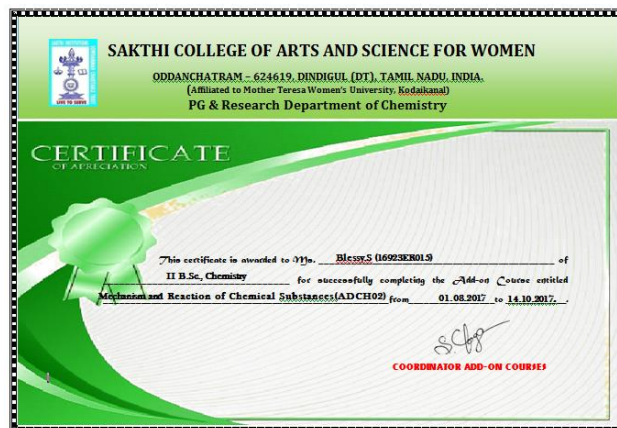 SAKTHI COLLEGE OF ARTS AND SCIENCE FOR WOMEN
ODDANCHATRAM – 624619, DINDIGUL (DT), TAMIL NADU, INDIA.
(Affiliated to Mother Teresa Women's University, Kodaikanal)
PG & Research Department of Chemistry
LIVE TO SERVE
CERTIFICATE
OF APRECIATION
This certificate is awarded to Ms. Blessy.S (16923ER015) of
II B.Sc., Chemistry for successfully completing the Add-on Course entitled
Mechanism and Reaction of Chemical Substances(ADCH02) from 01.08.2017 to 14.10.2017.
COORDINATOR ADD-ON COURSES